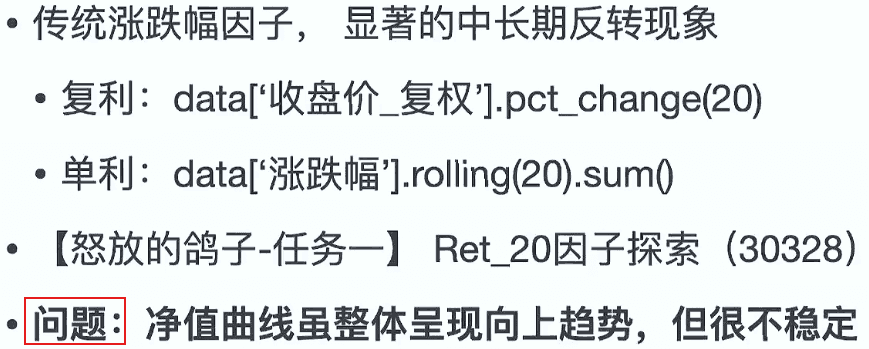 • 传统涨跌幅因子， 显著的中长期反转现象
• 复利：data[‘收盘价_复权’].pct_change(20)
• 单利：data[‘涨跌幅’].rolling(20).sum()
• 【怒放的鸽子-任务一】 Ret_20因子探索（30328）
• 问题：净值曲线虽整体呈现向上趋势，但很不稳定